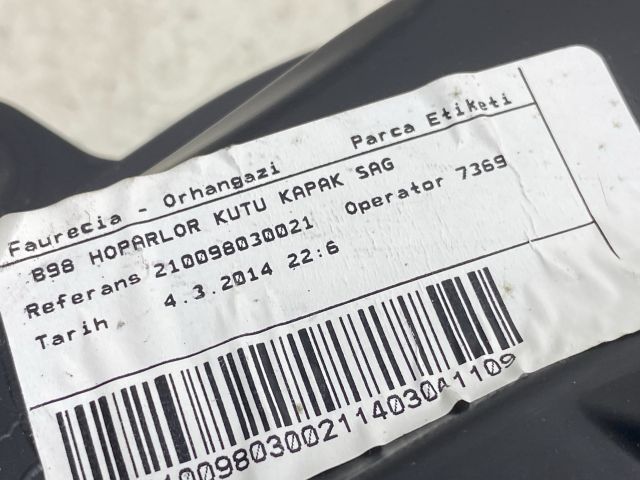 Faurecia - Orhangazi Parca Etiketi
B98 HOPARLOR KUTU KAPAK SAG
Referans 210098030021 Operator 7369
Tarih 4.3.2014 22:6
1009803002114030A1109